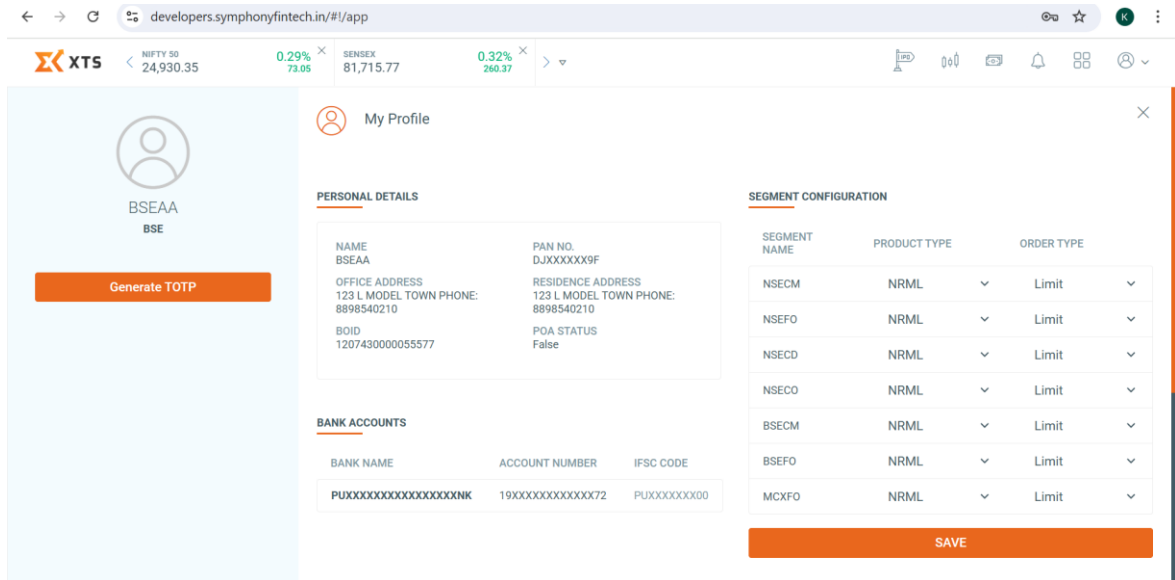 developers.symphonyfintech.in/#!/app
K
XTS
NIFTY 50
24,930.35
0.29%
73.05
SENSEX
81,715.77
0.32%
260.37
IPO
BSEAA
BSE
Generate TOTP
My Profile
PERSONAL DETAILS
NAME
BSEAA
PAN NO.
DJXXXXXX9F
OFFICE ADDRESS
123 L MODEL TOWN PHONE:
8898540210
RESIDENCE ADDRESS
123 L MODEL TOWN PHONE:
8898540210
BOID
1207430000055577
POA STATUS
False
BANK ACCOUNTS
BANK NAME ACCOUNT NUMBER IFSC CODE
PUXXXXXXXXXXXXXXXXNK 19XXXXXXXXXXXX72 PUXXXXXXX00
SEGMENT CONFIGURATION
SEGMENT
NAME
PRODUCT TYPE
ORDER TYPE
NSECM NRML Limit
NSEFO NRML Limit
NSECD NRML Limit
NSECO NRML Limit
BSECM NRML Limit
BSEFO NRML Limit
MCXFO NRML Limit
SAVE